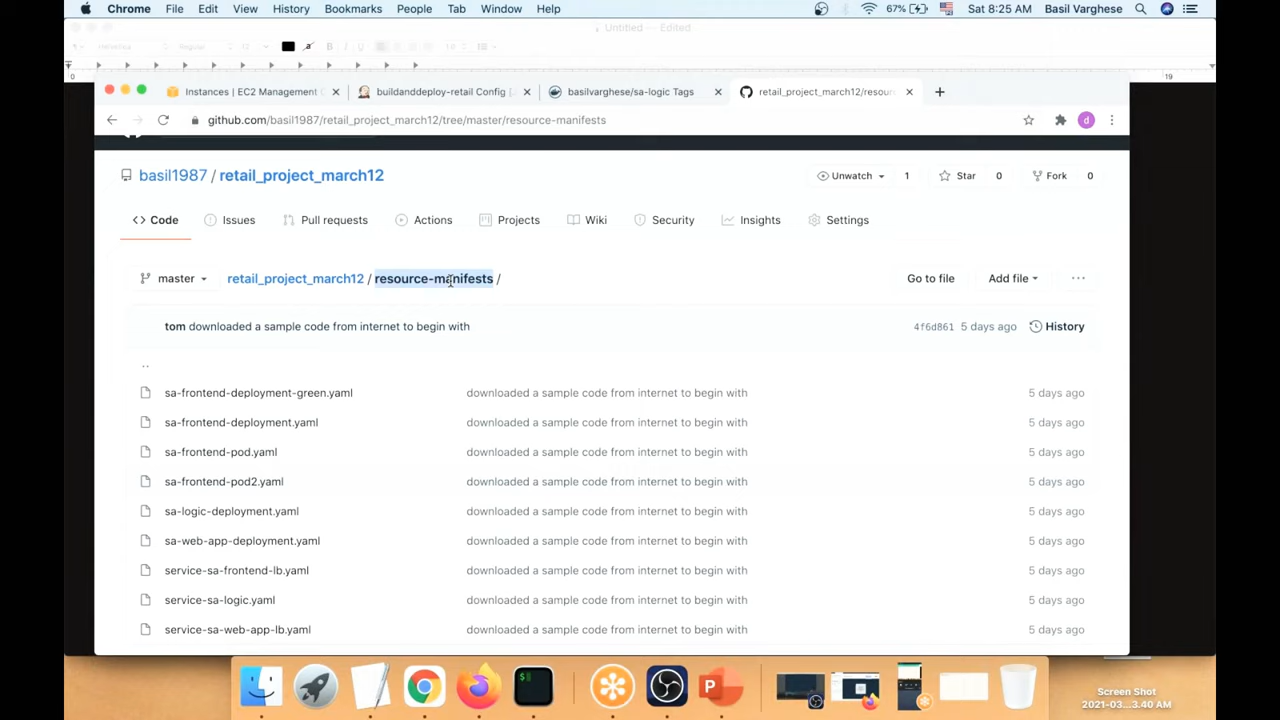 Chrome File Edit View History Bookmarks People Tab Window Help 67% Sat 8:25 AM Basil Varghese
Untitled — Edited
Helvetica Regular 12 B I U 1.0
0 19
Instances | EC2 Management C
buildanddeploy-retail Config [J
basilvarghese/sa-logic Tags
retail_project_march12/resourc
github.com/basil1987/retail_project_march12/tree/master/resource-manifests d
basil1987 / retail_project_march12 Unwatch 1 Star 0 Fork 0
<> Code Issues Pull requests Actions Projects Wiki Security Insights Settings
master retail_project_march12 / resource-manifests / Go to file Add file ...
tom downloaded a sample code from internet to begin with 4f6d861 5 days ago History
..
sa-frontend-deployment-green.yaml downloaded a sample code from internet to begin with 5 days ago
sa-frontend-deployment.yaml downloaded a sample code from internet to begin with 5 days ago
sa-frontend-pod.yaml downloaded a sample code from internet to begin with 5 days ago
sa-frontend-pod2.yaml downloaded a sample code from internet to begin with 5 days ago
sa-logic-deployment.yaml downloaded a sample code from internet to begin with 5 days ago
sa-web-app-deployment.yaml downloaded a sample code from internet to begin with 5 days ago
service-sa-frontend-lb.yaml downloaded a sample code from internet to begin with 5 days ago
service-sa-logic.yaml downloaded a sample code from internet to begin with 5 days ago
service-sa-web-app-lb.yaml downloaded a sample code from internet to begin with 5 days ago
$
P
Screen Shot
2021-03...3.40 AM